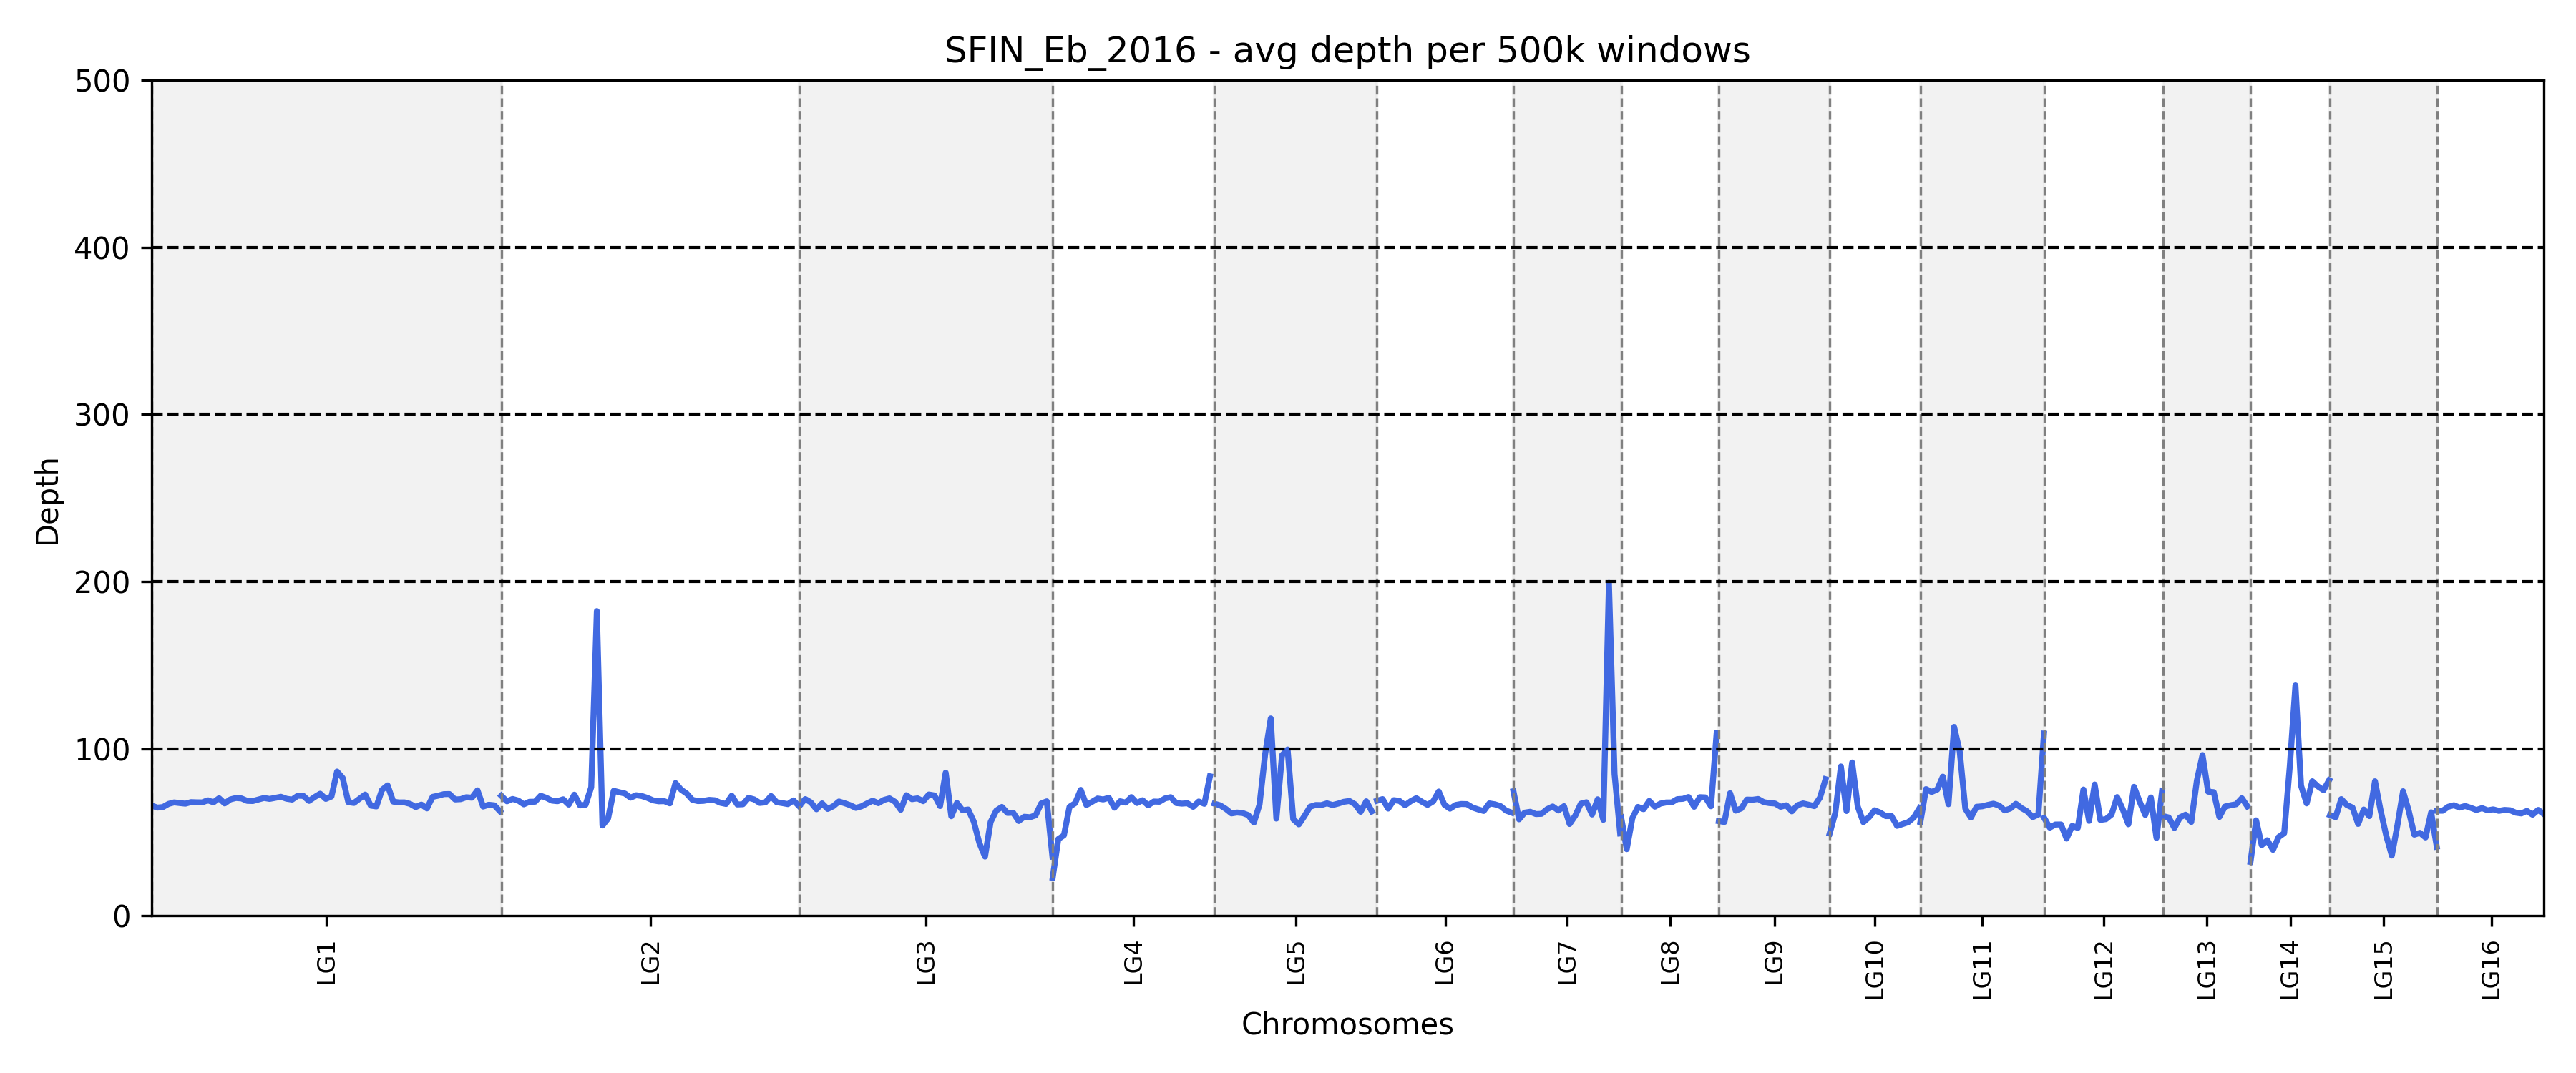 SFIN_Eb_2016 - avg depth per 500k windows
500
400
300
200
100
0
Depth
LG1
LG2
LG3
LG4
LG5
LG6
LG7
LG8
LG9
LG10
LG11
LG12
LG13
LG14
LG15
LG16
Chromosomes